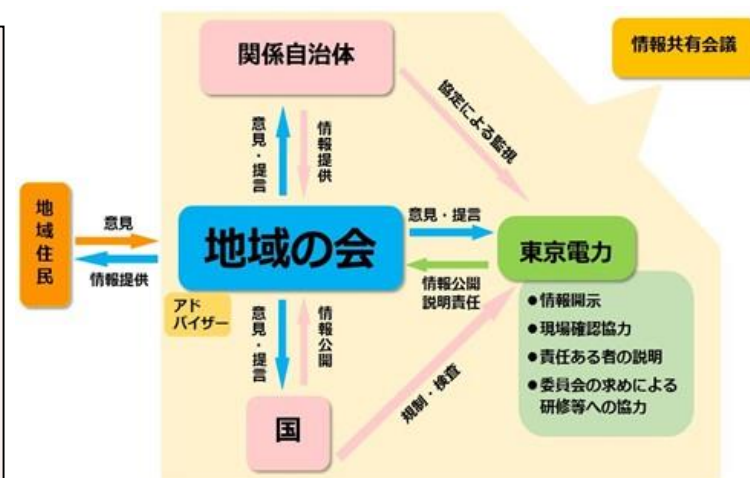 関係自治体
情報共有会議
協定による監視
意見・提言
情報提供
地域住民
意見
情報提供
地域の会
意見・提言
情報公開
説明責任
東京電力
アド
バイザー
意見・提言
情報公開
●情報開示
●現場確認協力
●責任ある者の説明
●委員会の求めによる
研修等への協力
国
規制・検査